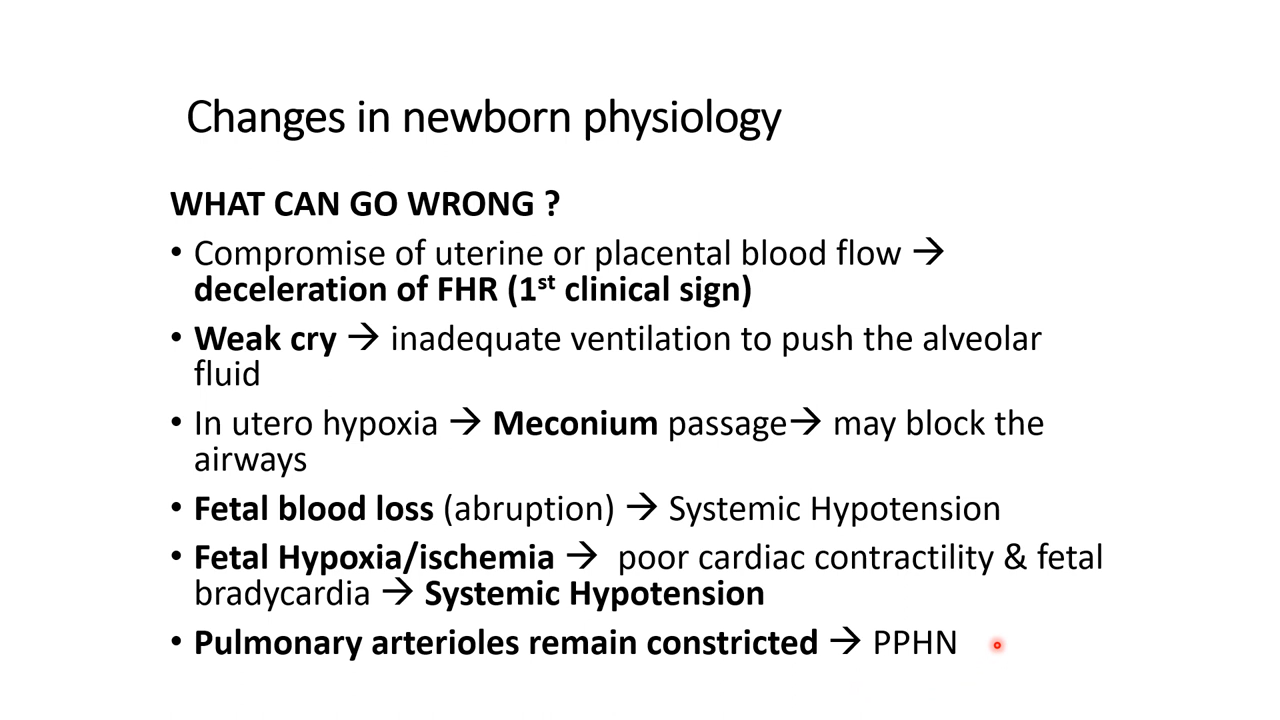 Changes in newborn physiology
WHAT CAN GO WRONG ?
• Compromise of uterine or placental blood flow →
deceleration of FHR (1st clinical sign)
• Weak cry → inadequate ventilation to push the alveolar
fluid
• In utero hypoxia → Meconium passage→ may block the
airways
• Fetal blood loss (abruption) → Systemic Hypotension
• Fetal Hypoxia/ischemia → poor cardiac contractility & fetal
bradycardia → Systemic Hypotension
• Pulmonary arterioles remain constricted → PPHN